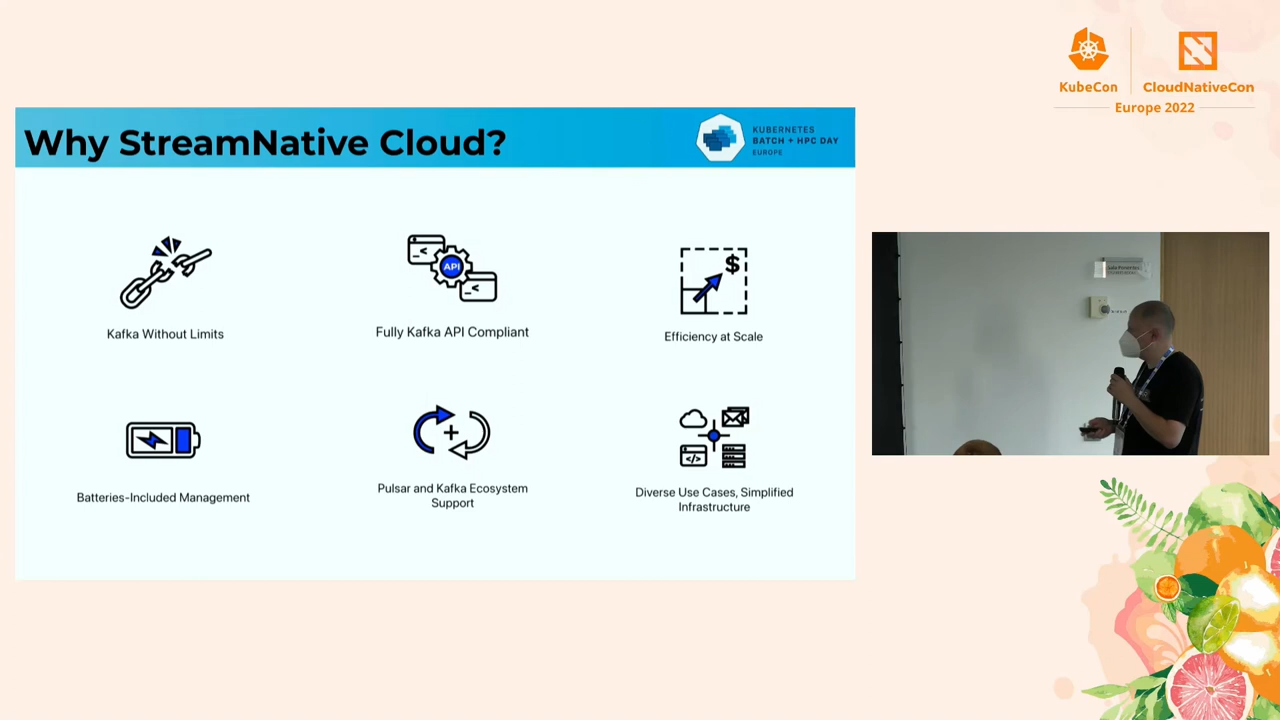 KubeCon
CloudNativeCon
Europe 2022
Why StreamNative Cloud?
KUBERNETES
BATCH + HPC DAY
EUROPE
Kafka Without Limits
API
Fully Kafka API Compliant
$
Efficiency at Scale
Batteries-Included Management
+
Pulsar and Kafka Ecosystem
Support
</>
Diverse Use Cases, Simplified
Infrastructure